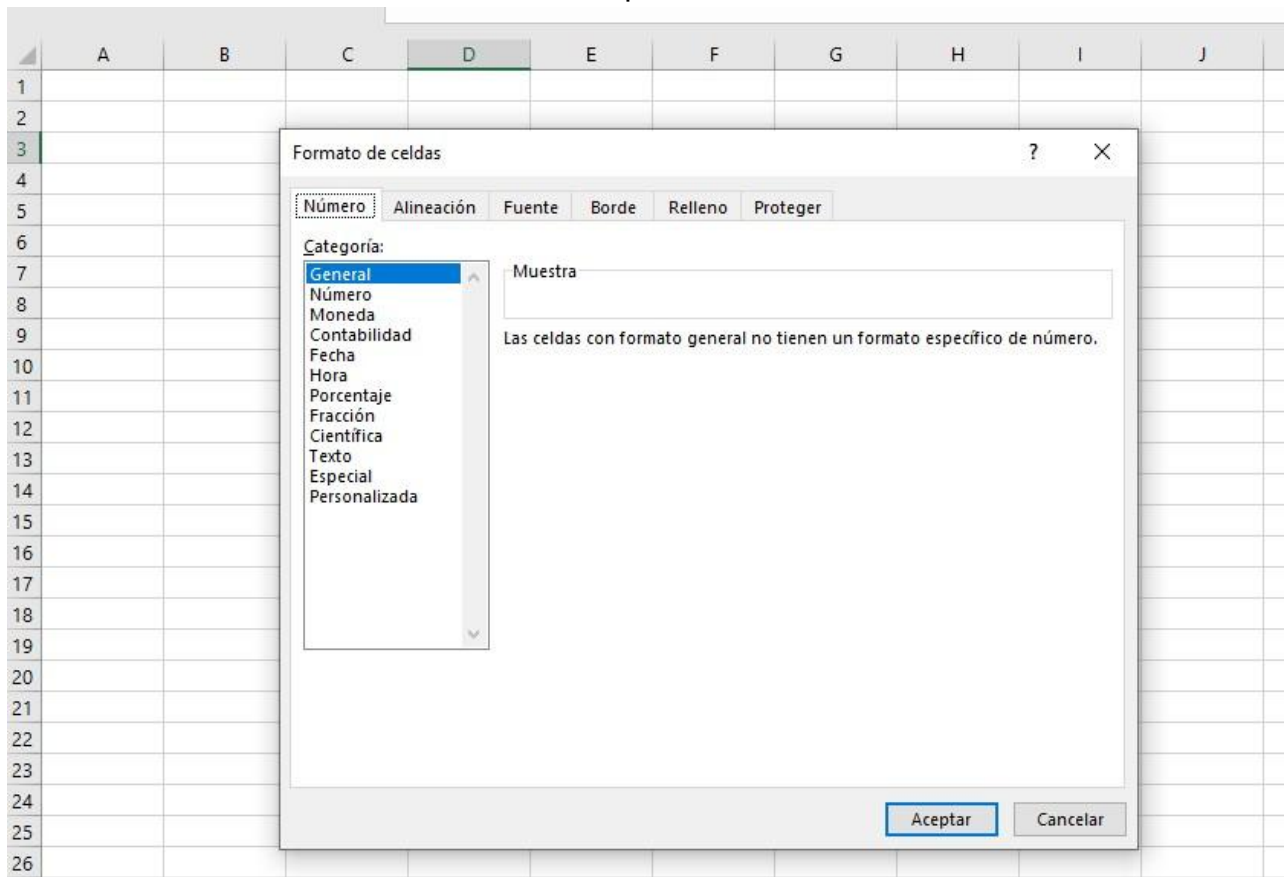 A B C D E F G H I J
1
2
3
4
5
6
7
8
9
10
11
12
13
14
15
16
17
18
19
20
21
22
23
24
25
26
Formato de celdas ? X
Número Alineación Fuente Borde Relleno Proteger
Categoría:
General
Número
Moneda
Contabilidad
Fecha
Hora
Porcentaje
Fracción
Científica
Texto
Especial
Personalizada
Muestra
Las celdas con formato general no tienen un formato específico de número.
Aceptar Cancelar